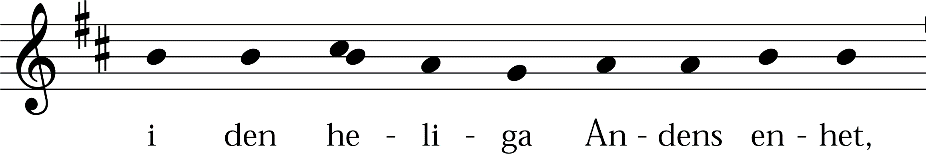 i den he - li - ga An - dens en - het,